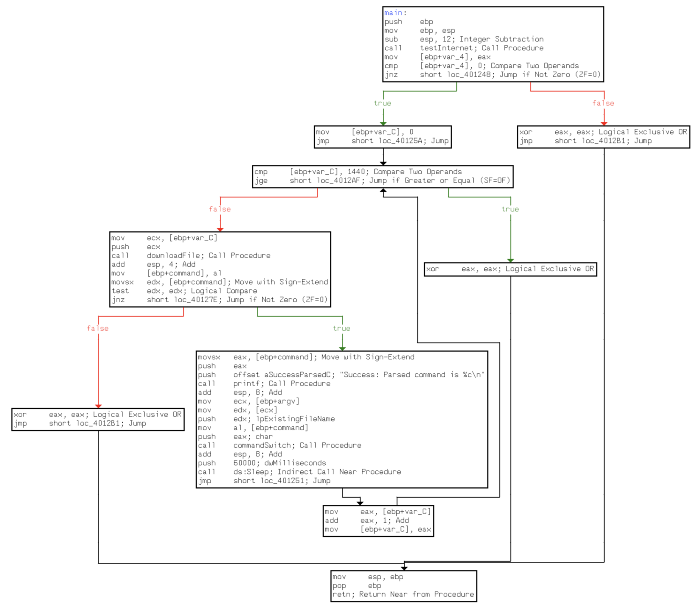 main:
push ebp
mov ebp, esp
sub esp, 12; Integer Subtraction
call testInternet; Call Procedure
mov [ebp+var_4], eax
cmp [ebp+var_4], 0; Compare Two Operands
jnz short loc_40124B; Jump if Not Zero (ZF=0)
true
false
mov [ebp+var_C], 0
jmp short loc_40125A; Jump
xor eax, eax; Logical Exclusive OR
jmp short loc_4012B1; Jump
cmp [ebp+var_C], 1440; Compare Two Operands
jge short loc_4012AF; Jump if Greater or Equal (SF=OF)
false
true
mov ecx, [ebp+var_C]
push ecx
call downloadFile; Call Procedure
add esp, 4; Add
mov [ebp+command], al
movsx edx, [ebp+command]; Move with Sign-Extend
test edx, edx; Logical Compare
jnz short loc_40127E; Jump if Not Zero (ZF=0)
xor eax, eax; Logical Exclusive OR
false
true
movsx eax, [ebp+command]; Move with Sign-Extend
push eax
push offset aSuccessParsedC; "Success: Parsed command is %c\n"
call printf; Call Procedure
add esp, 8; Add
mov ecx, [ebp+argv]
mov edx, [ecx]
push edx; lpExistingFileName
mov al, [ebp+command]
push eax; char
call commandSwitch; Call Procedure
add esp, 8; Add
push 60000; dwMilliseconds
call ds:Sleep; Indirect Call Near Procedure
jmp short loc_401251; Jump
xor eax, eax; Logical Exclusive OR
jmp short loc_4012B1; Jump
mov eax, [ebp+var_C]
add eax, 1; Add
mov [ebp+var_C], eax
mov esp, ebp
pop ebp
retn; Return Near from Procedure